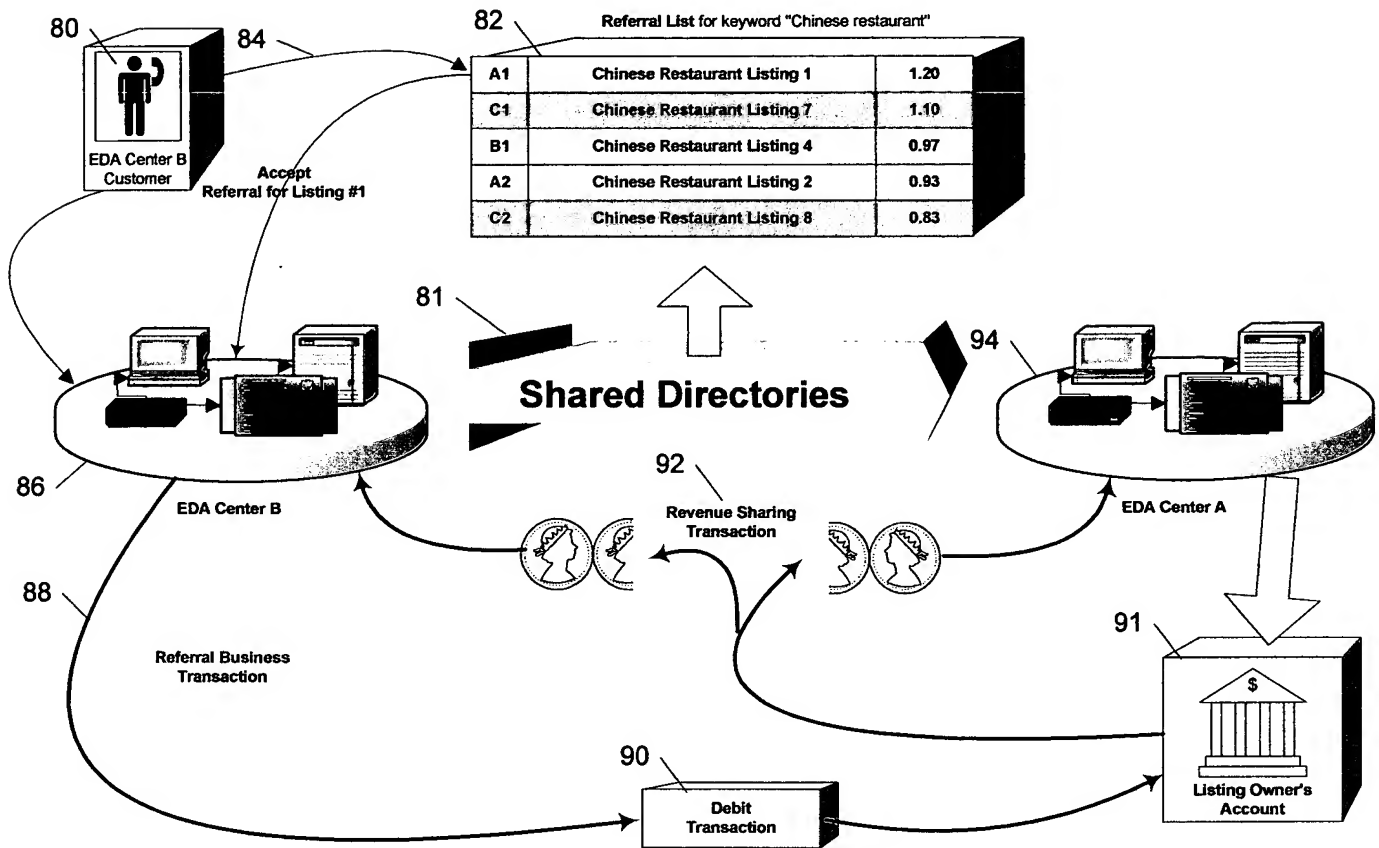 80
84
82
Referral List for keyword "Chinese restaurant"
A1 Chinese Restaurant Listing 1 1.20
C1 Chinese Restaurant Listing 7 1.10
B1 Chinese Restaurant Listing 4 0.97
A2 Chinese Restaurant Listing 2 0.93
C2 Chinese Restaurant Listing 8 0.83
EDA Center B
Customer
Accept
Referral for Listing #1
81
94
Shared Directories
86
EDA Center B
92
Revenue Sharing
Transaction
EDA Center A
88
Referral Business
Transaction
91
$
Listing Owner's
Account
90
Debit
Transaction